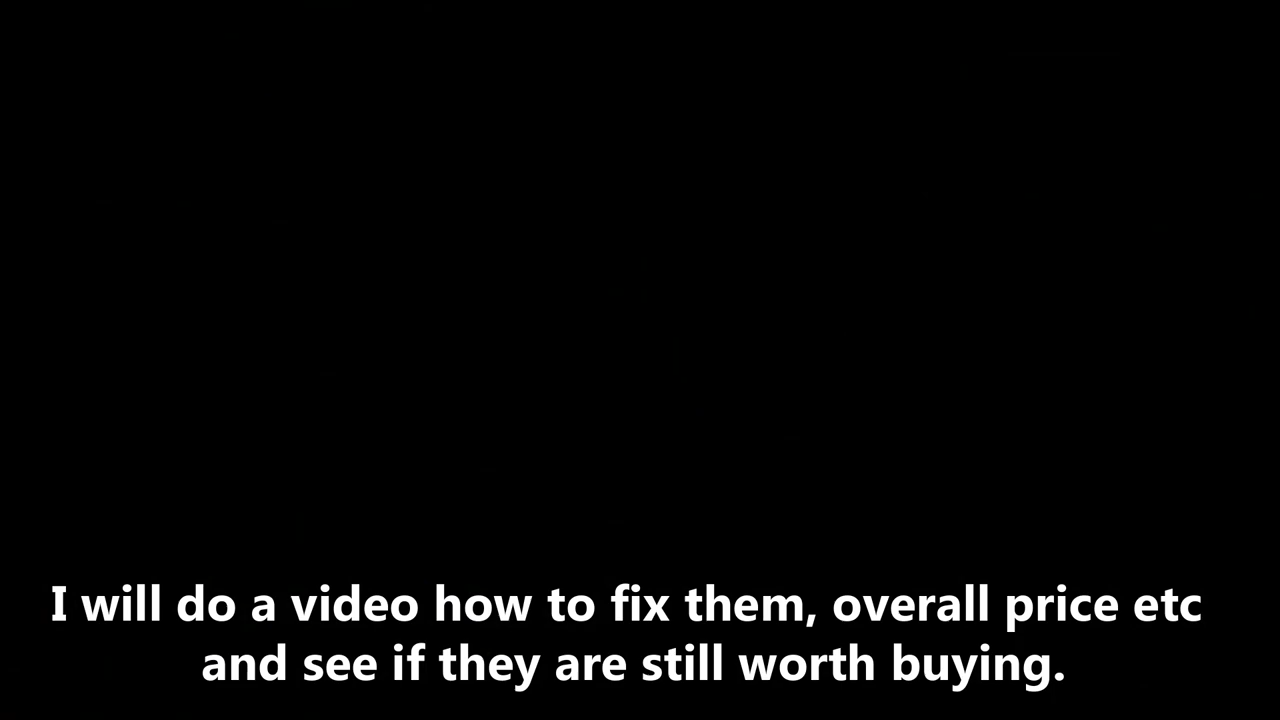 I will do a video how to fix them, overall price etc
and see if they are still worth buying.